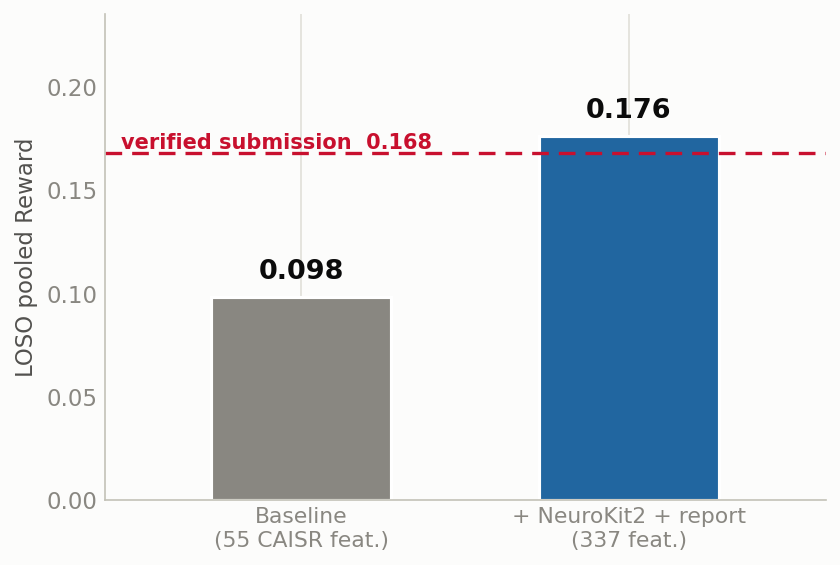 LOSO pooled Reward
0.20
0.15
0.10
0.05
0.00
verified submission 0.168
0.098
0.176
Baseline
(55 CAISR feat.)
+ NeuroKit2 + report
(337 feat.)